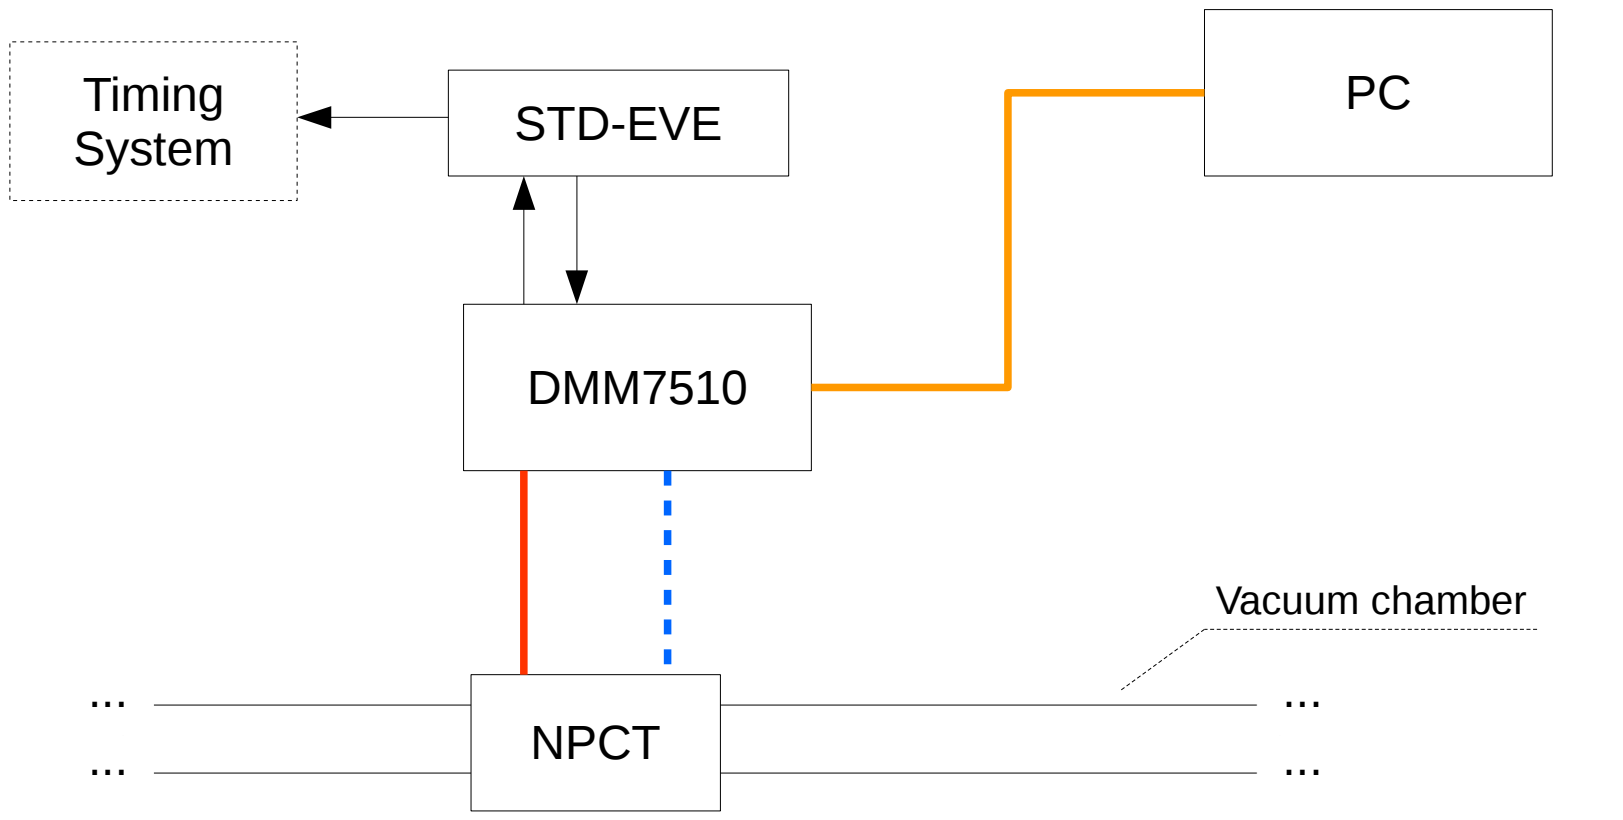 Timing
System
STD-EVE
PC
DMM7510
Vacuum chamber
... ...
NPCT
... ...